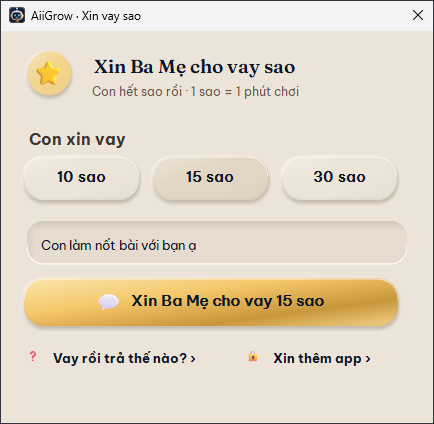 AiiGrow · Xin vay sao
Xin Ba Mẹ cho vay sao
Con hết sao rồi · 1 sao = 1 phút chơi
Con xin vay
10 sao 15 sao 30 sao
Con làm nốt bài với bạn ạ
Xin Ba Mẹ cho vay 15 sao
Vay rồi trả thế nào? › Xin thêm app ›